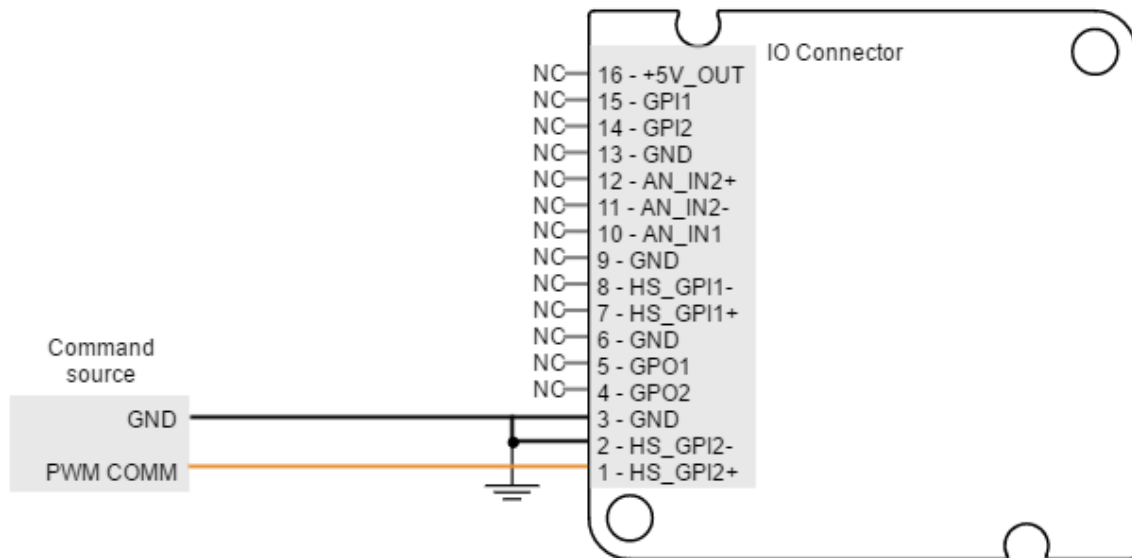 IO Connector
NC 16 - +5V_OUT
NC 15 - GPI1
NC 14 - GPI2
NC 13 - GND
NC 12 - AN_IN2+
NC 11 - AN_IN2-
NC 10 - AN_IN1
NC 9 - GND
NC 8 - HS_GPI1-
NC 7 - HS_GPI1+
NC 6 - GND
NC 5 - GPO1
NC 4 - GPO2
3 - GND
2 - HS_GPI2-
1 - HS_GPI2+
Command
source
GND
PWM COMM